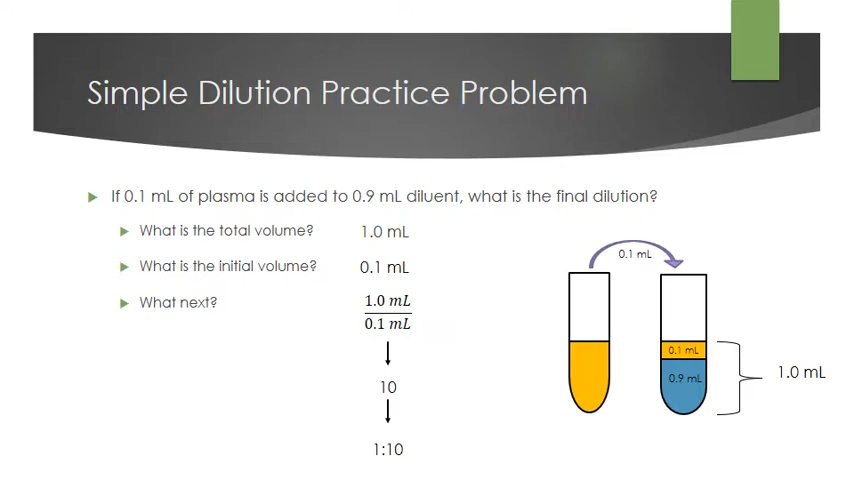 Simple Dilution Practice Problem
If 0.1 mL of plasma is added to 0.9 mL diluent, what is the final dilution?
What is the total volume? 1.0 mL
What is the initial volume? 0.1 mL
What next?
1.0 mL
0.1 mL
10
1:10
0.1 mL
0.1 mL
0.9 mL
1.0 mL